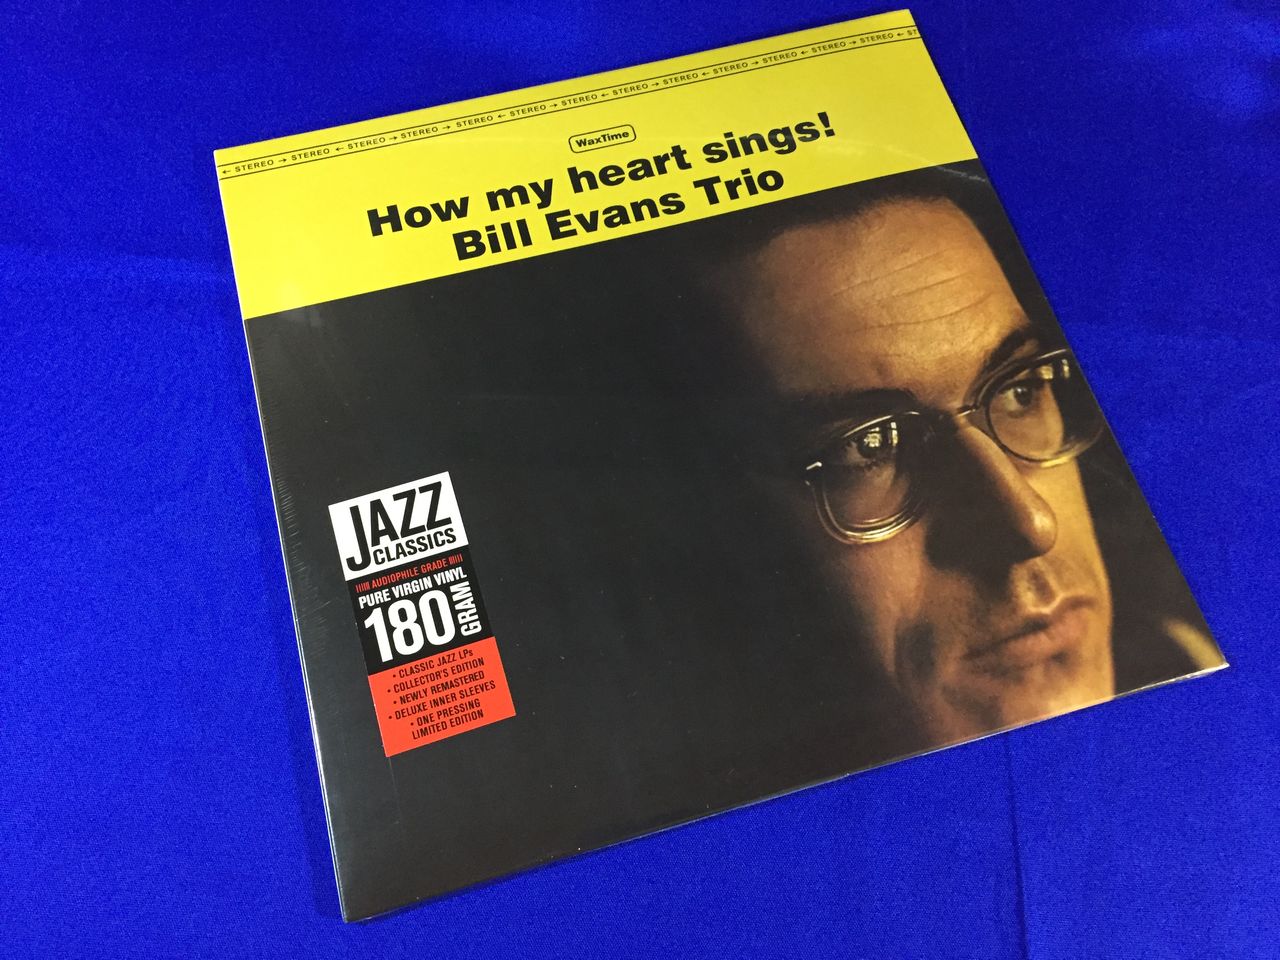 ← STEREO → STEREO ← STEREO → STEREO ← STEREO → STEREO ← STEREO → STEREO ← STEREO → STEREO ← STEREO → STEREO ← ST
WaxTime
How my heart sings!
Bill Evans Trio
JAZZ
CLASSICS
AUDIOPHILE GRADE
PURE VIRGIN VINYL
180 GRAM
• CLASSIC JAZZ LPs
• COLLECTOR'S EDITION
• NEWLY REMASTERED
• DELUXE INNER SLEEVES
• ONE PRESSING
LIMITED EDITION